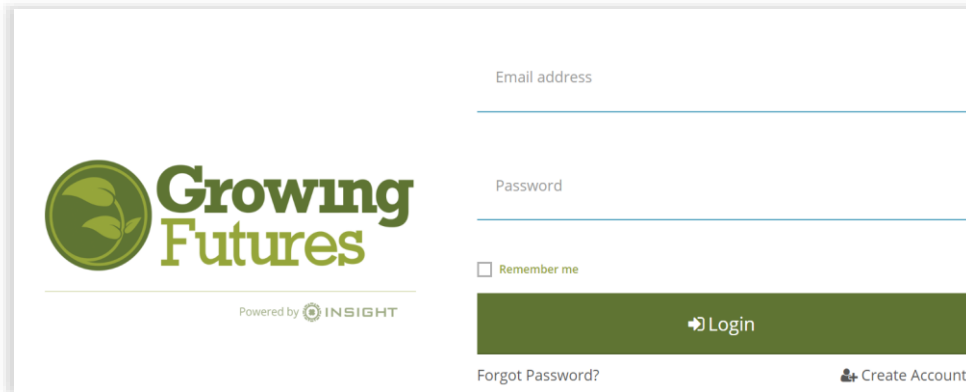 Growing
Futures
Powered by INSIGHT
Email address
Password
Remember me
Login
Forgot Password?
Create Account